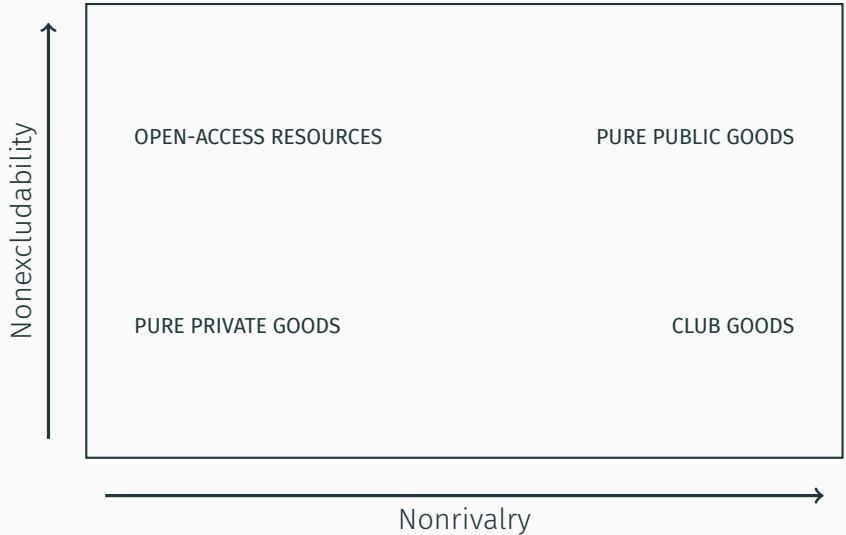 Nonexcludability
OPEN-ACCESS RESOURCES
PURE PUBLIC GOODS
PURE PRIVATE GOODS
CLUB GOODS
Nonrivalry